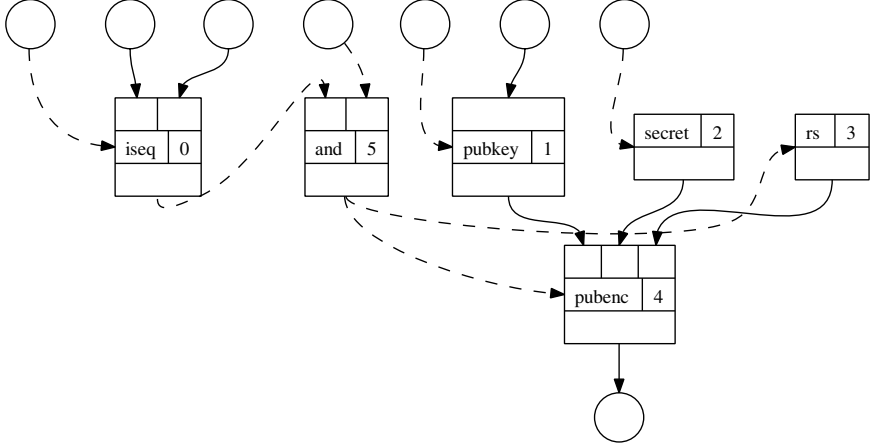 secret 2
rs 3
iseq 0
and 5
pubkey 1
pubenc 4